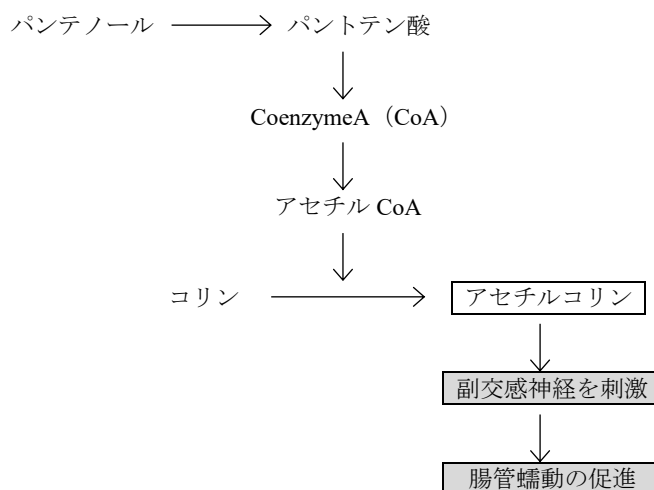 パンテノール
パントテン酸
CoenzymeA（CoA）
アセチル CoA
コリン
アセチルコリン
副交感神経を刺激
腸管蠕動の促進